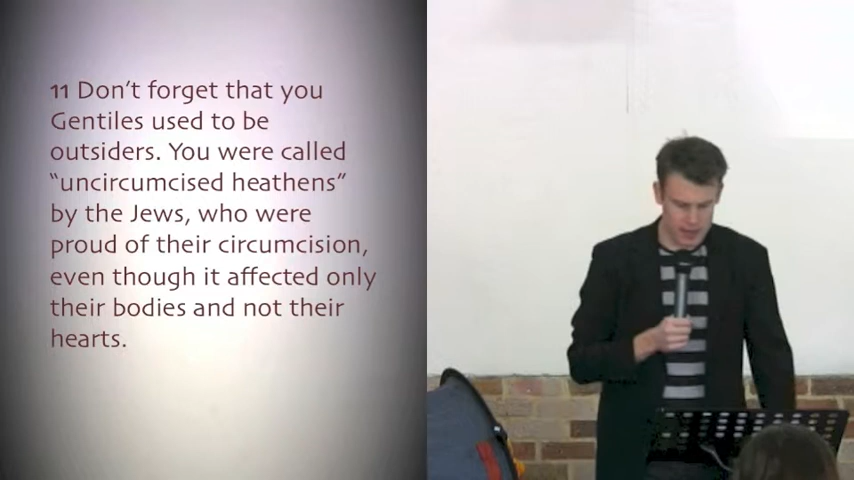 11 Don’t forget that you
Gentiles used to be
outsiders. You were called
“uncircumcised heathens”
by the Jews, who were
proud of their circumcision,
even though it affected only
their bodies and not their
hearts.